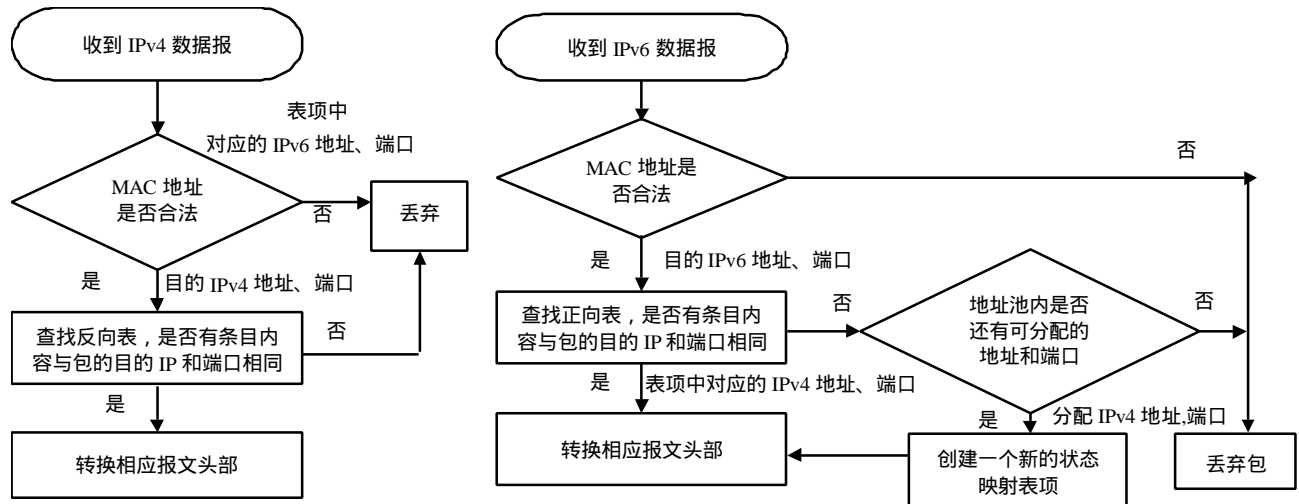 收到 IPv4 数据报
表项中
对应的 IPv6 地址、端口
MAC 地址
是否合法
否
丢弃
是
目的 IPv4 地址、端口
查找反向表，是否有条目内
容与包的目的 IP 和端口相同
否
是
转换相应报文头部
收到 IPv6 数据报
MAC 地址是
否合法
否
是
目的 IPv6 地址、端口
查找正向表，是否有条目内
容与包的目的 IP 和端口相同
否
地址池内是否
还有可分配的
地址和端口
否
是
表项中对应的 IPv4 地址、端口
是
分配 IPv4 地址,端口
转换相应报文头部
创建一个新的状态
映射表项
丢弃包